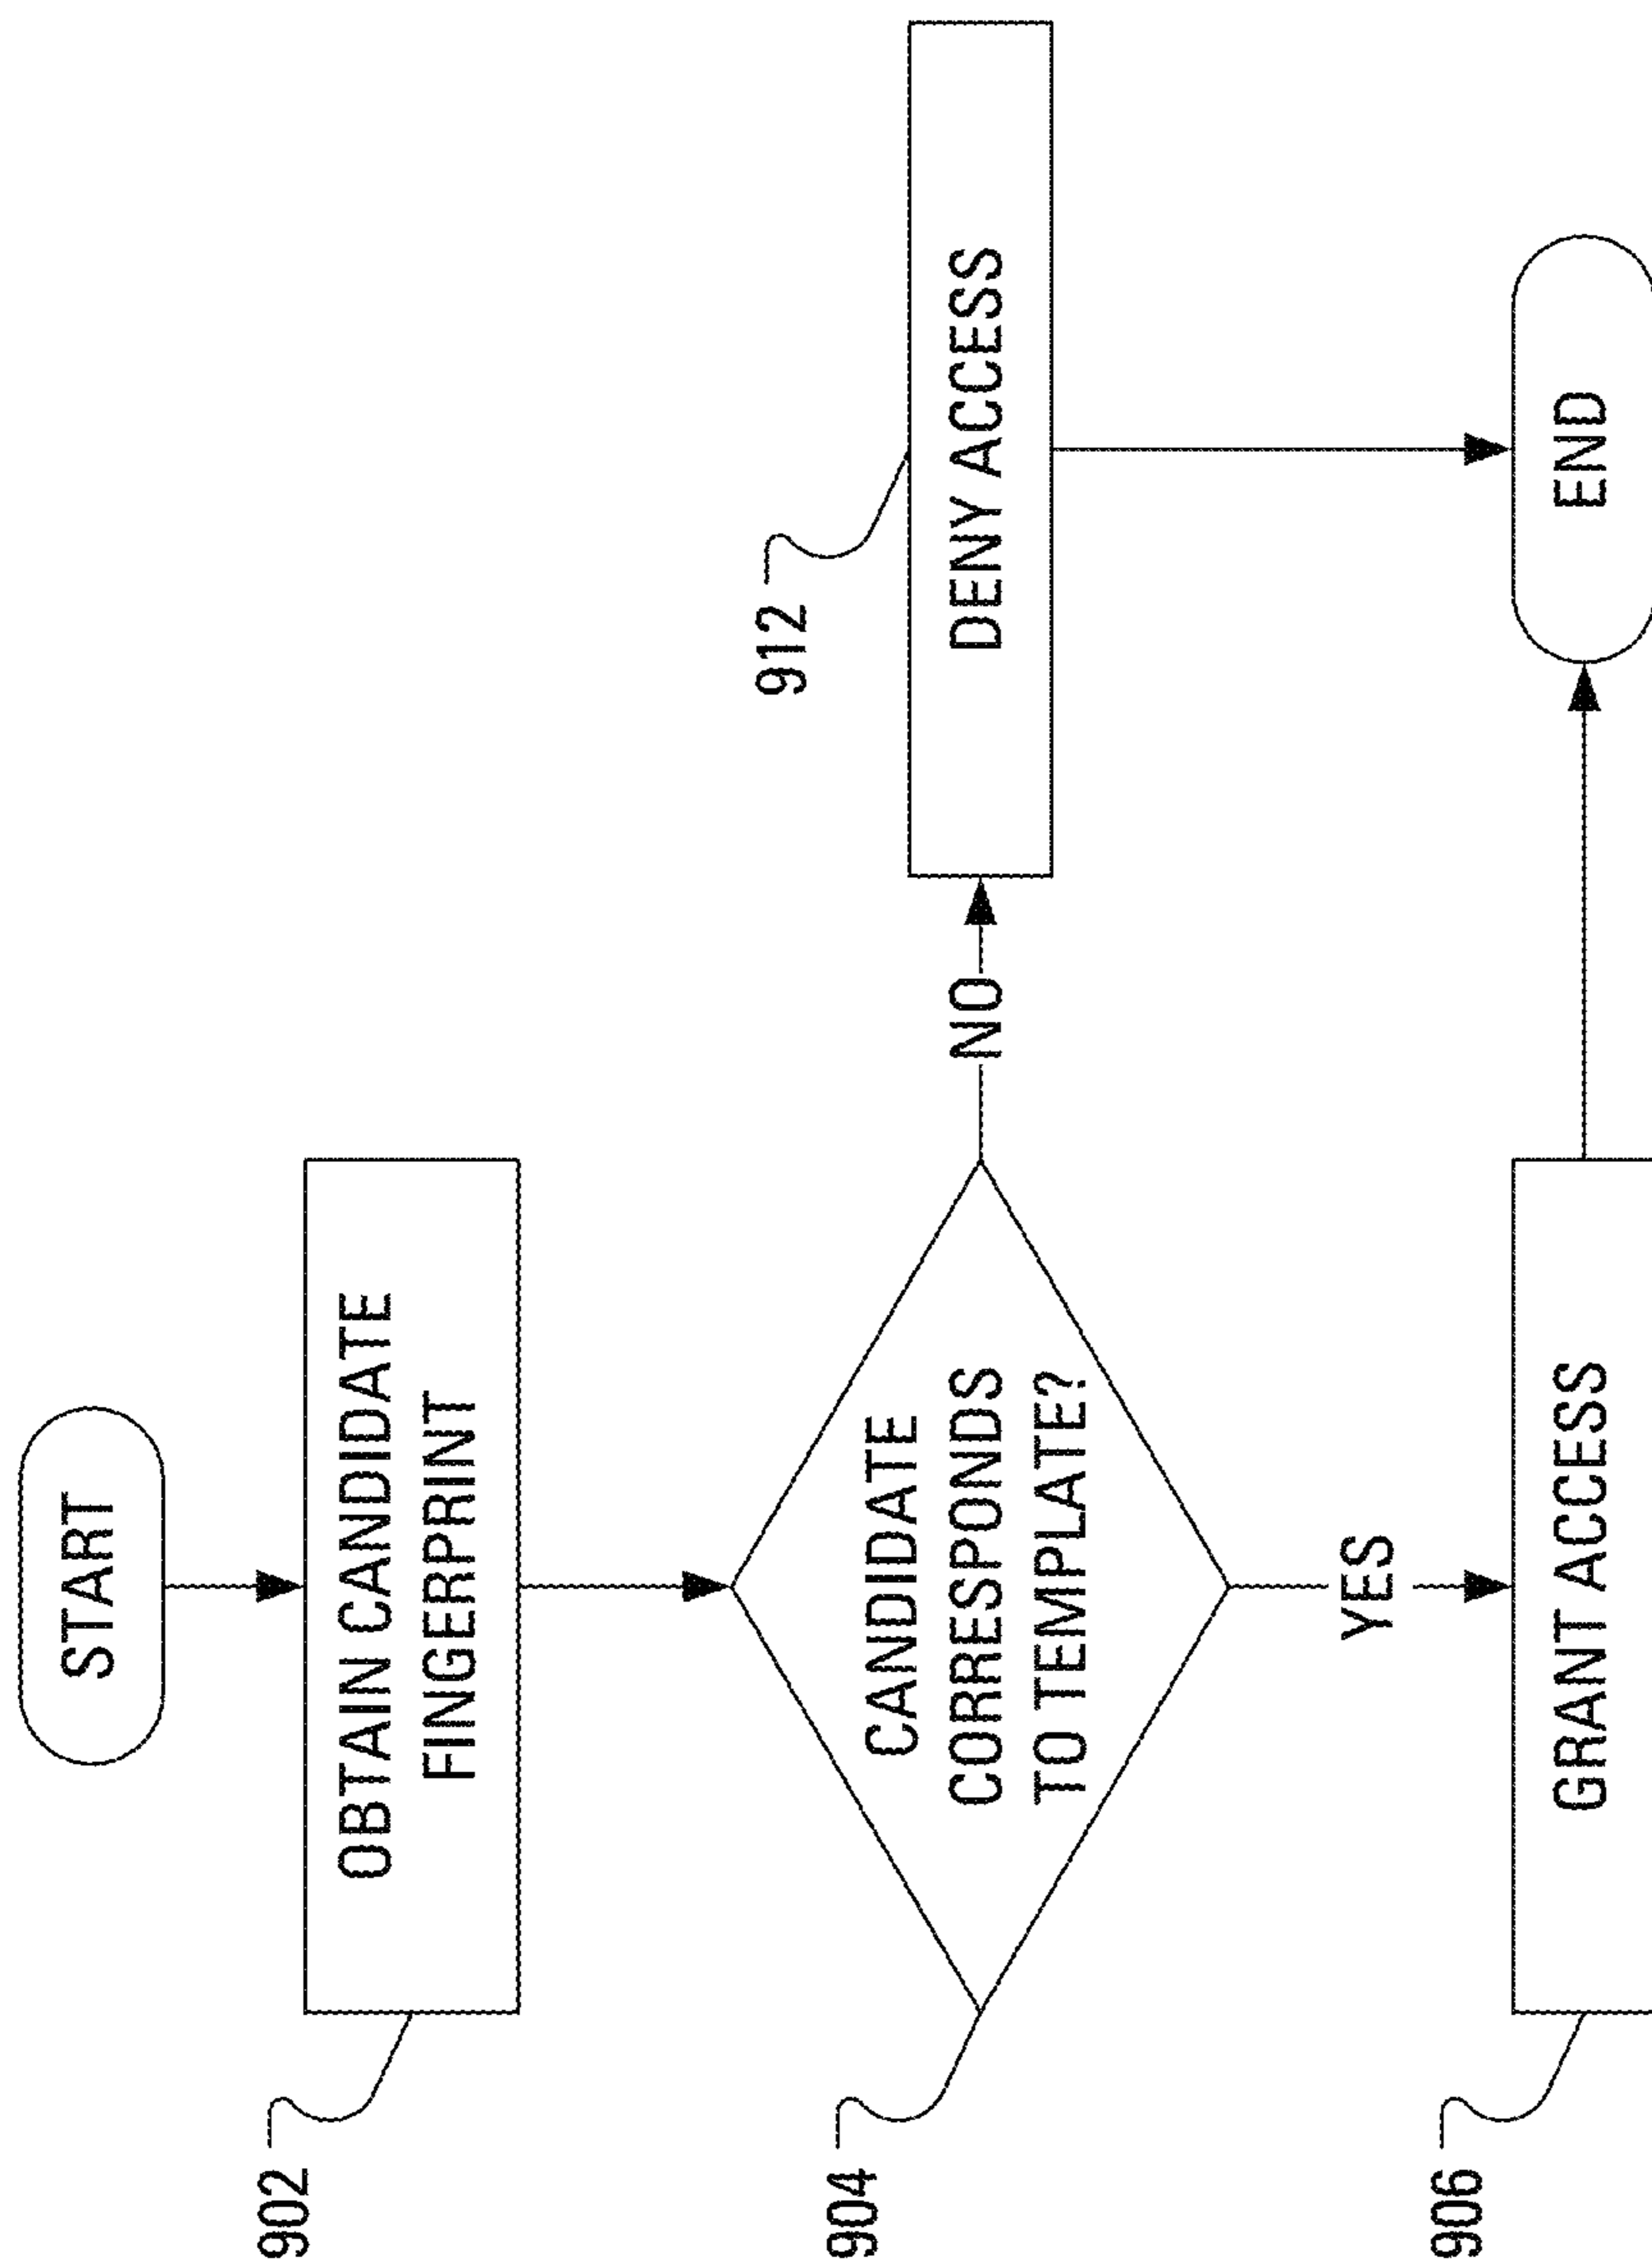 START
902
OBTAIN CANDIDATE
FINGERPRINT
904
CANDIDATE
CORRESPONDS
TO TEMPLATE?
NO
912
DENY ACCESS
YES
906
GRANT ACCESS
END